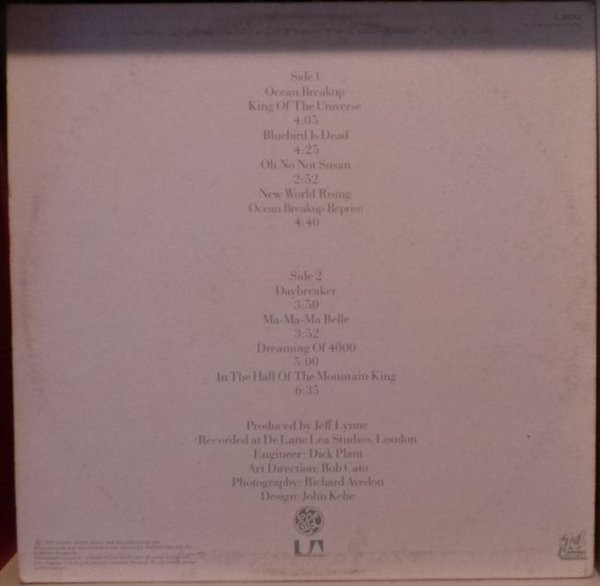 Side 1
Ocean Breakup
King Of The Universe
4:05
Bluebird Is Dead
4:25
Oh No Not Susan
2:52
New World Rising
Ocean Breakup Reprise
4:40
Side 2
Daybreaker
3:50
Ma-Ma-Ma Belle
3:52
Dreaming Of 4000
5:00
In The Hall Of The Mountain King
6:35
Produced by Jeff Lynne
Recorded at De Lane Lea Studios, London
Engineer: Dick Plant
Art Direction: Bob Cato
Photography: Richard Avedon
Design: John Kehe
UA